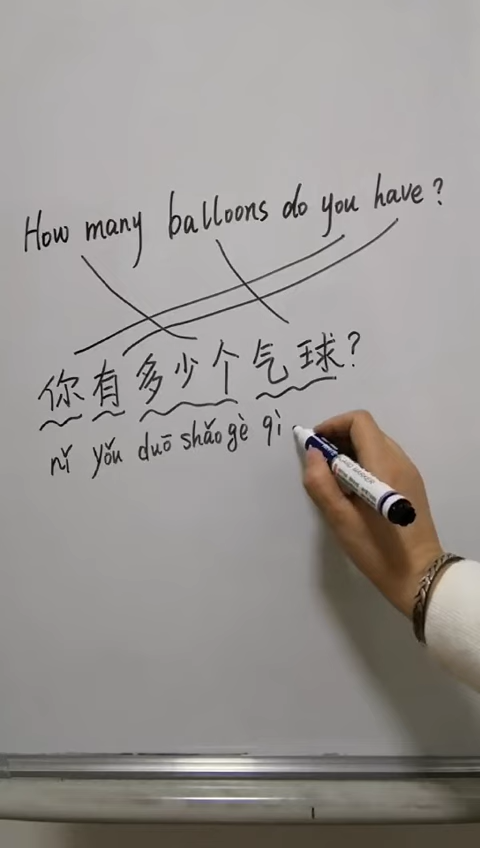 How many balloons do you have?
你有多少个气球?
nǐ yǒu duō shǎo gè qì